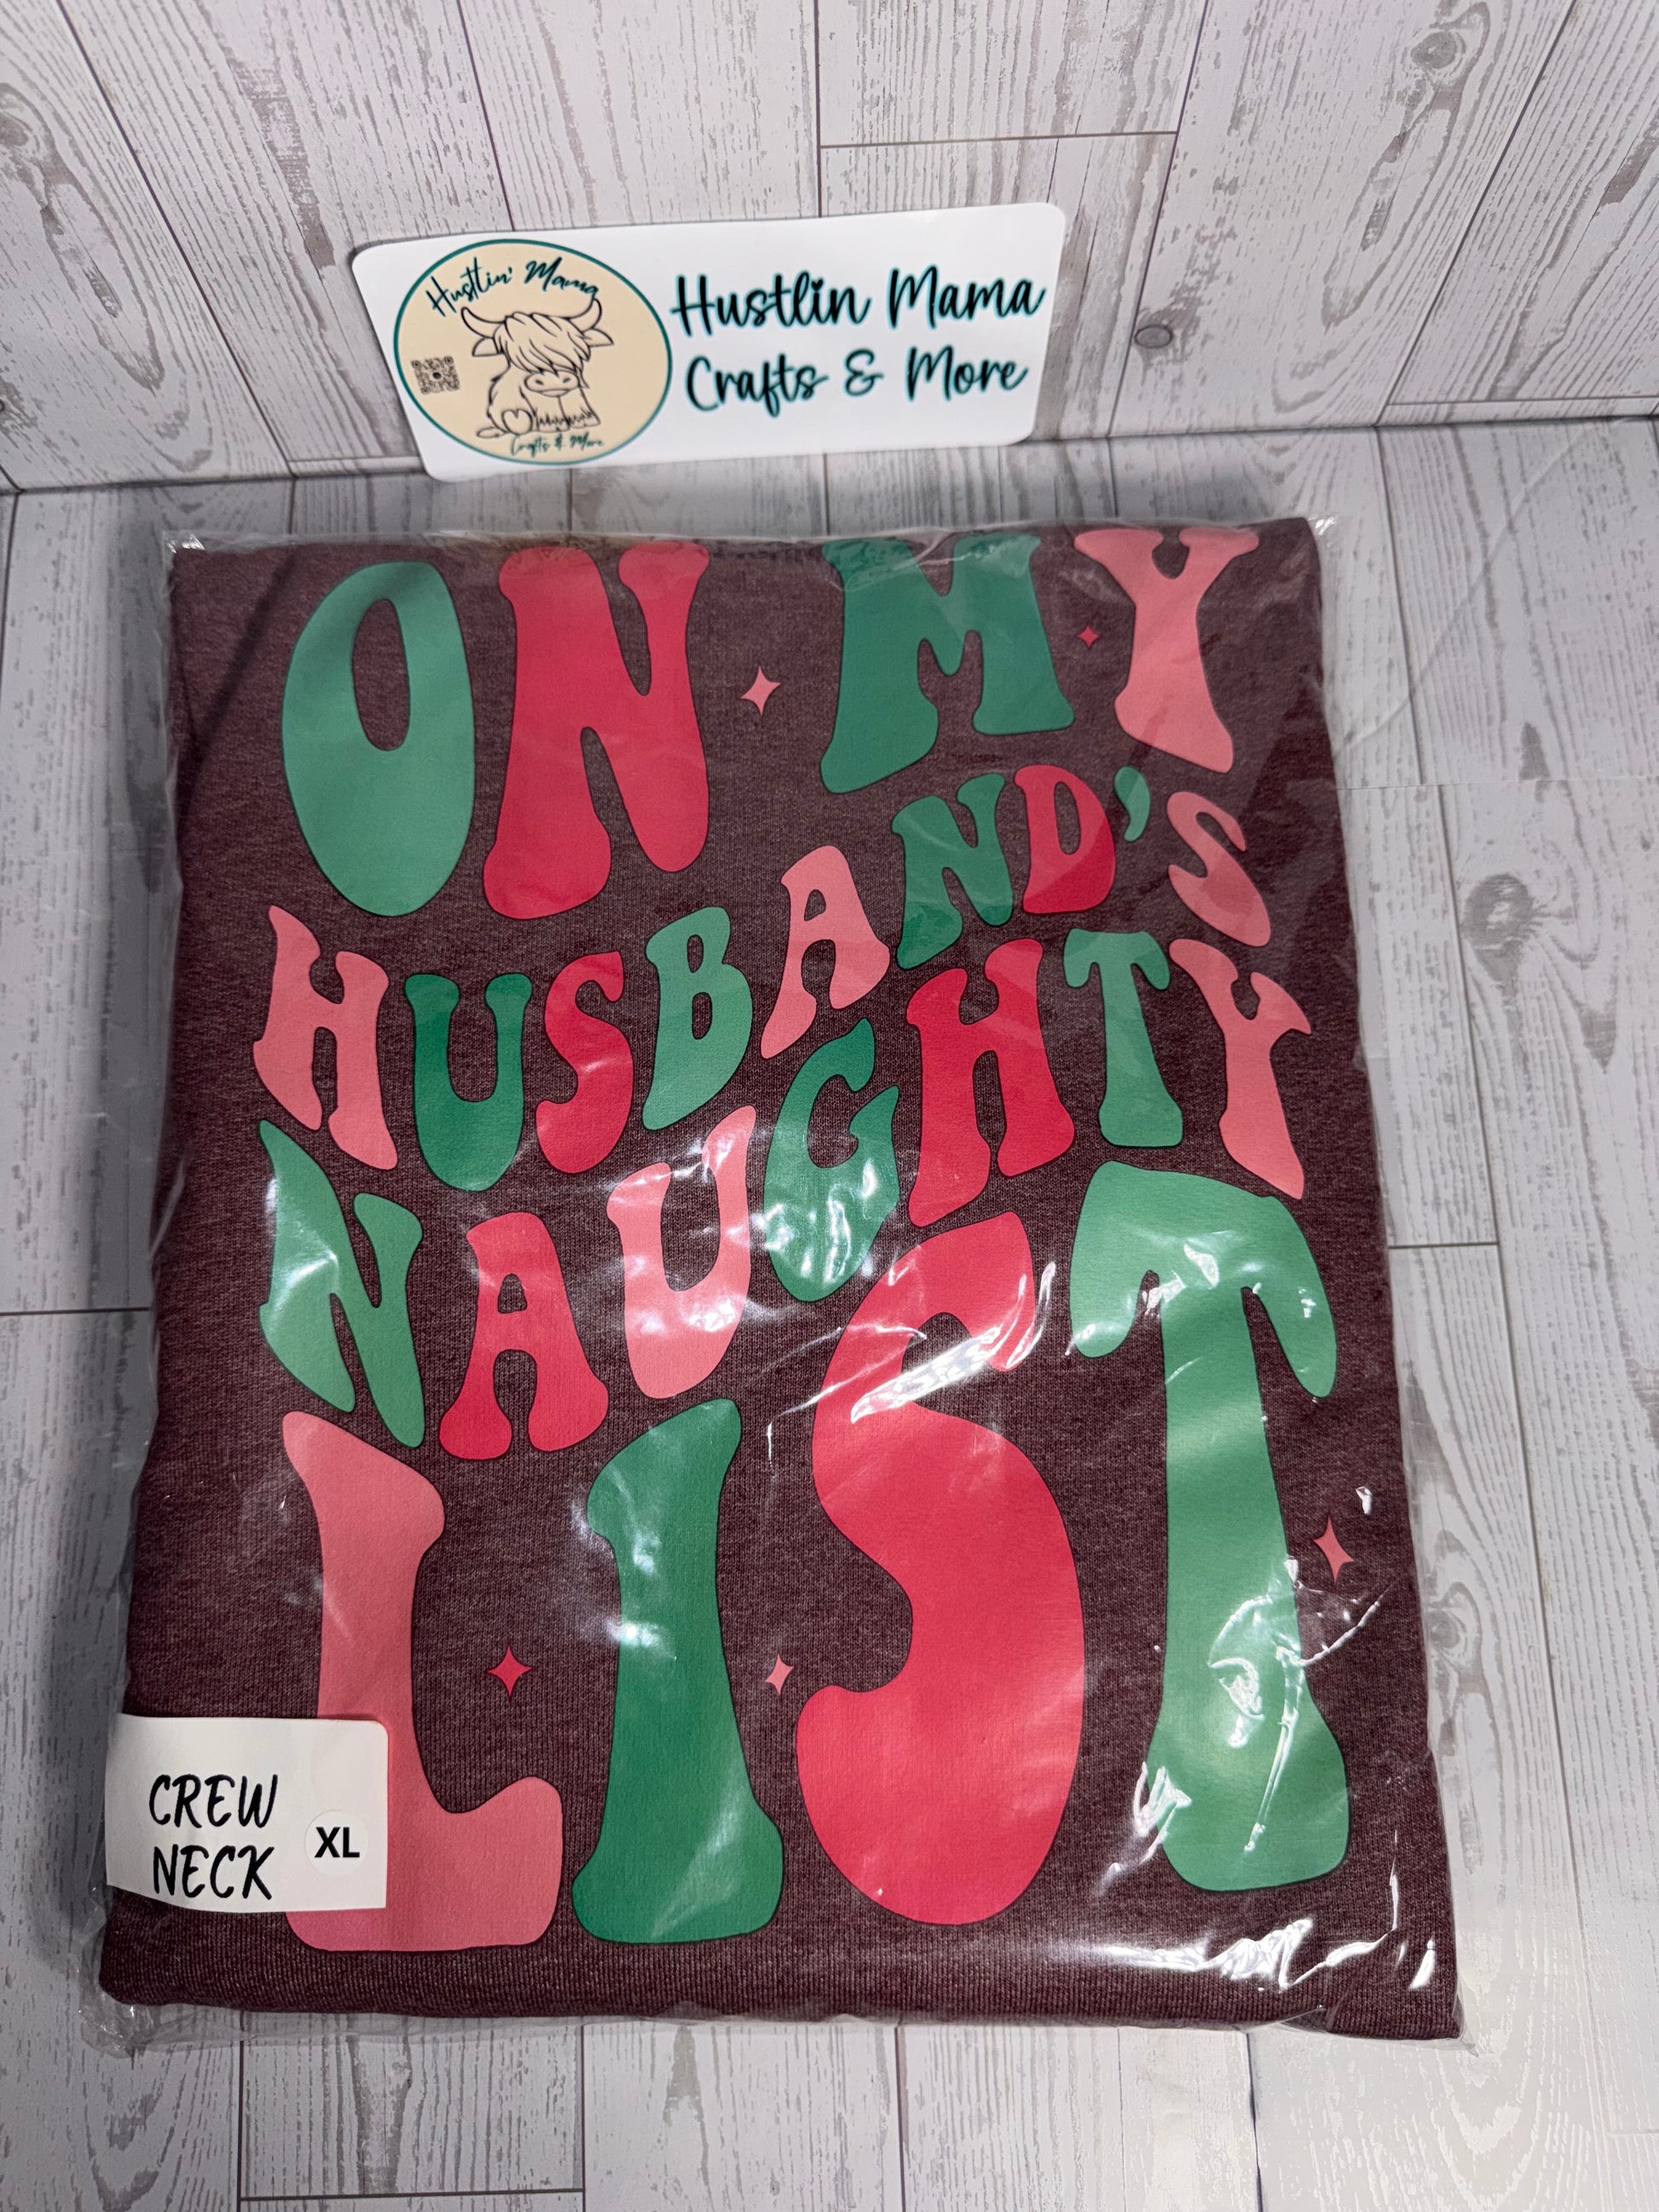 Hustlin' Mama
Crafts & More
Hustlin Mama
Crafts & More
ON MY
HUSBAND'S
NAUGHTY
LIST
CREW
NECK
XL